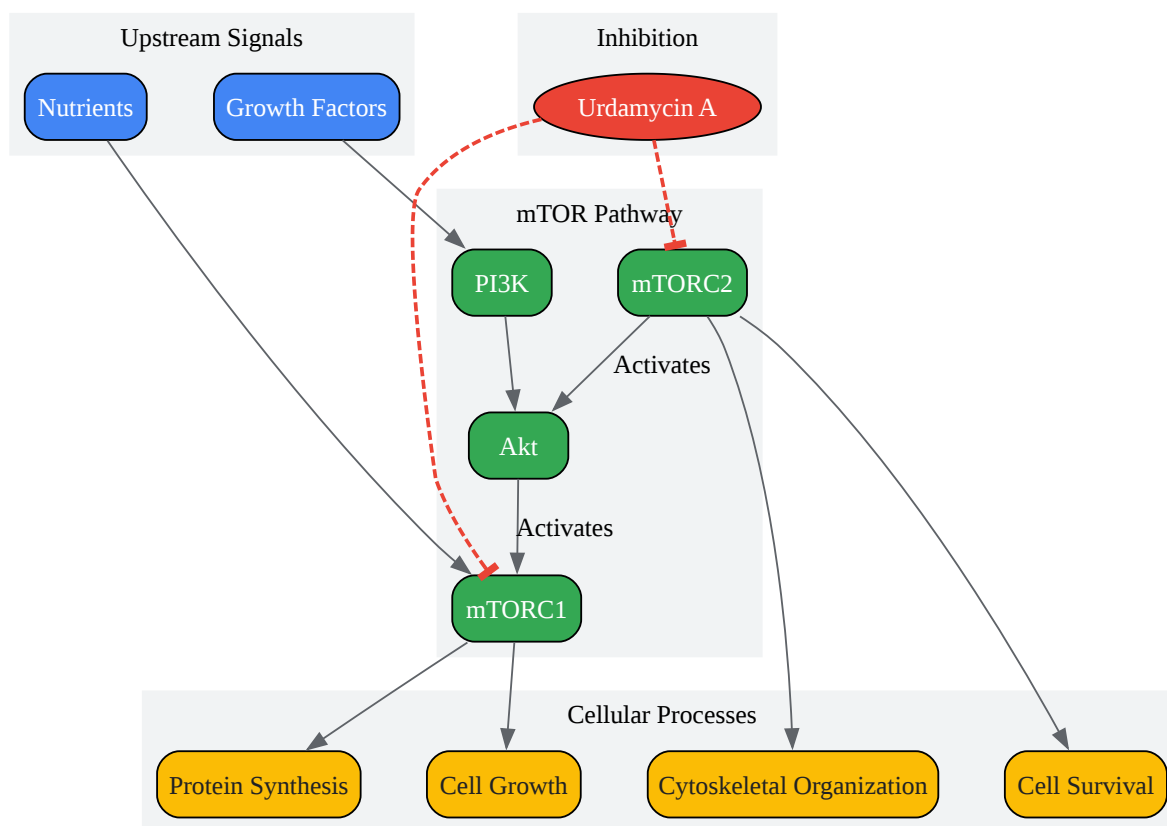 Upstream Signals
Inhibition
Nutrients
Growth Factors
Urdamycin A
mTOR Pathway
PI3K
mTORC2
Activates
Akt
Activates
mTORC1
Cellular Processes
Protein Synthesis
Cell Growth
Cytoskeletal Organization
Cell Survival